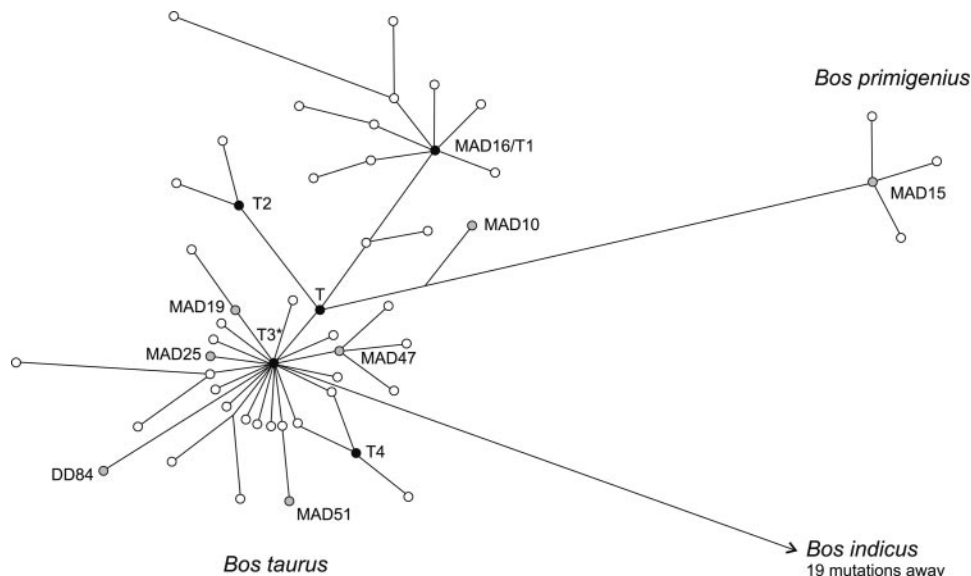 Bos primigenius
MAD16/T1
MAD15
T2
MAD10
T
MAD19
T3*
MAD25
MAD47
T4
DD84
MAD51
Bos indicus
19 mutations away
Bos taurus